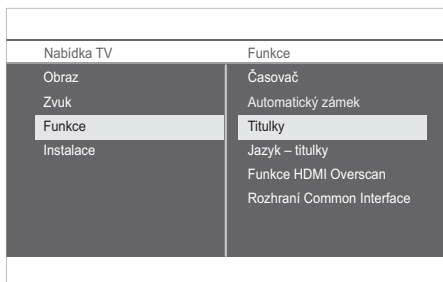 Nabídka TV
Funkce
Obraz
Časovač
Zvuk
Automatický zámek
Funkce
Titulky
Instalace
Jazyk – titulky
Funkce HDMI Overscan
Rozhraní Common Interface